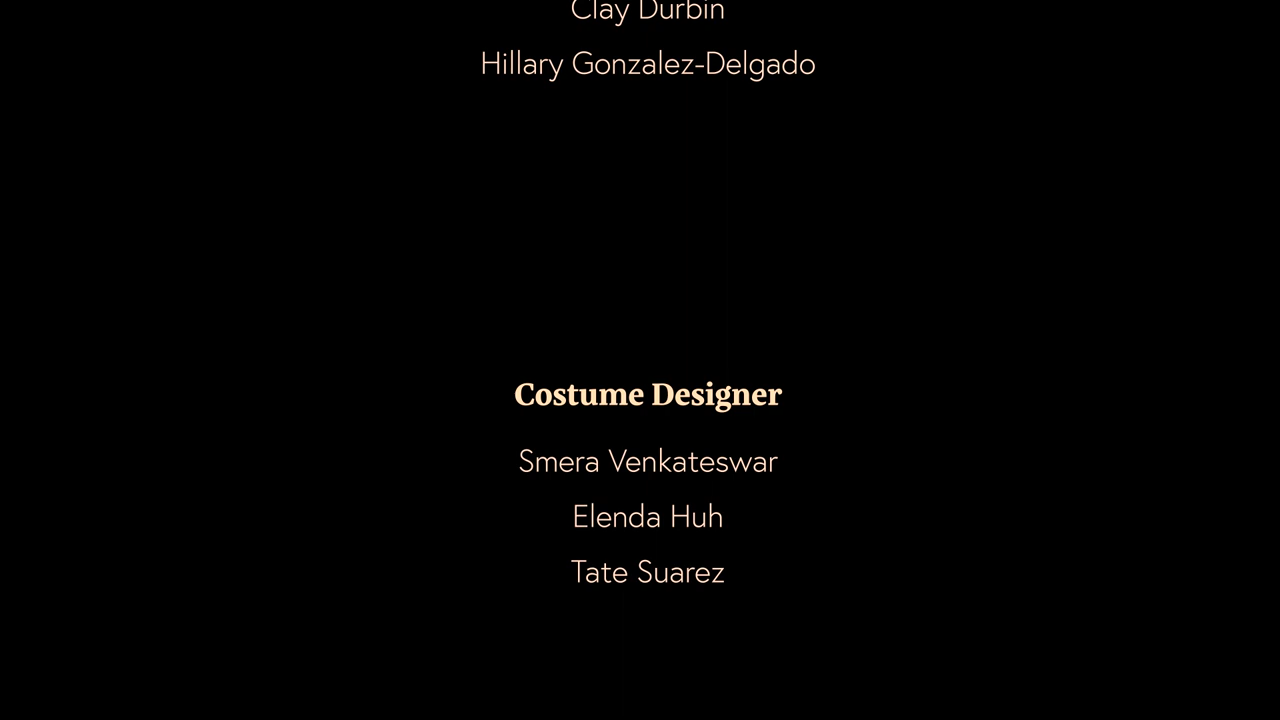 Clay Durbin
Hillary Gonzalez-Delgado
Costume Designer
Smera Venkateswar
Elenda Huh
Tate Suarez